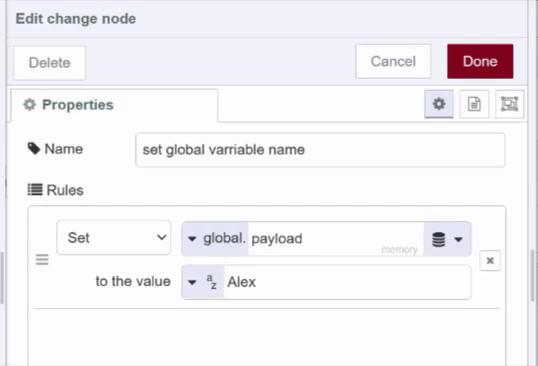 Edit change node
Delete
Cancel
Done
Properties
Name
set global varriable name
Rules
Set
global. payload
memory
to the value
az Alex